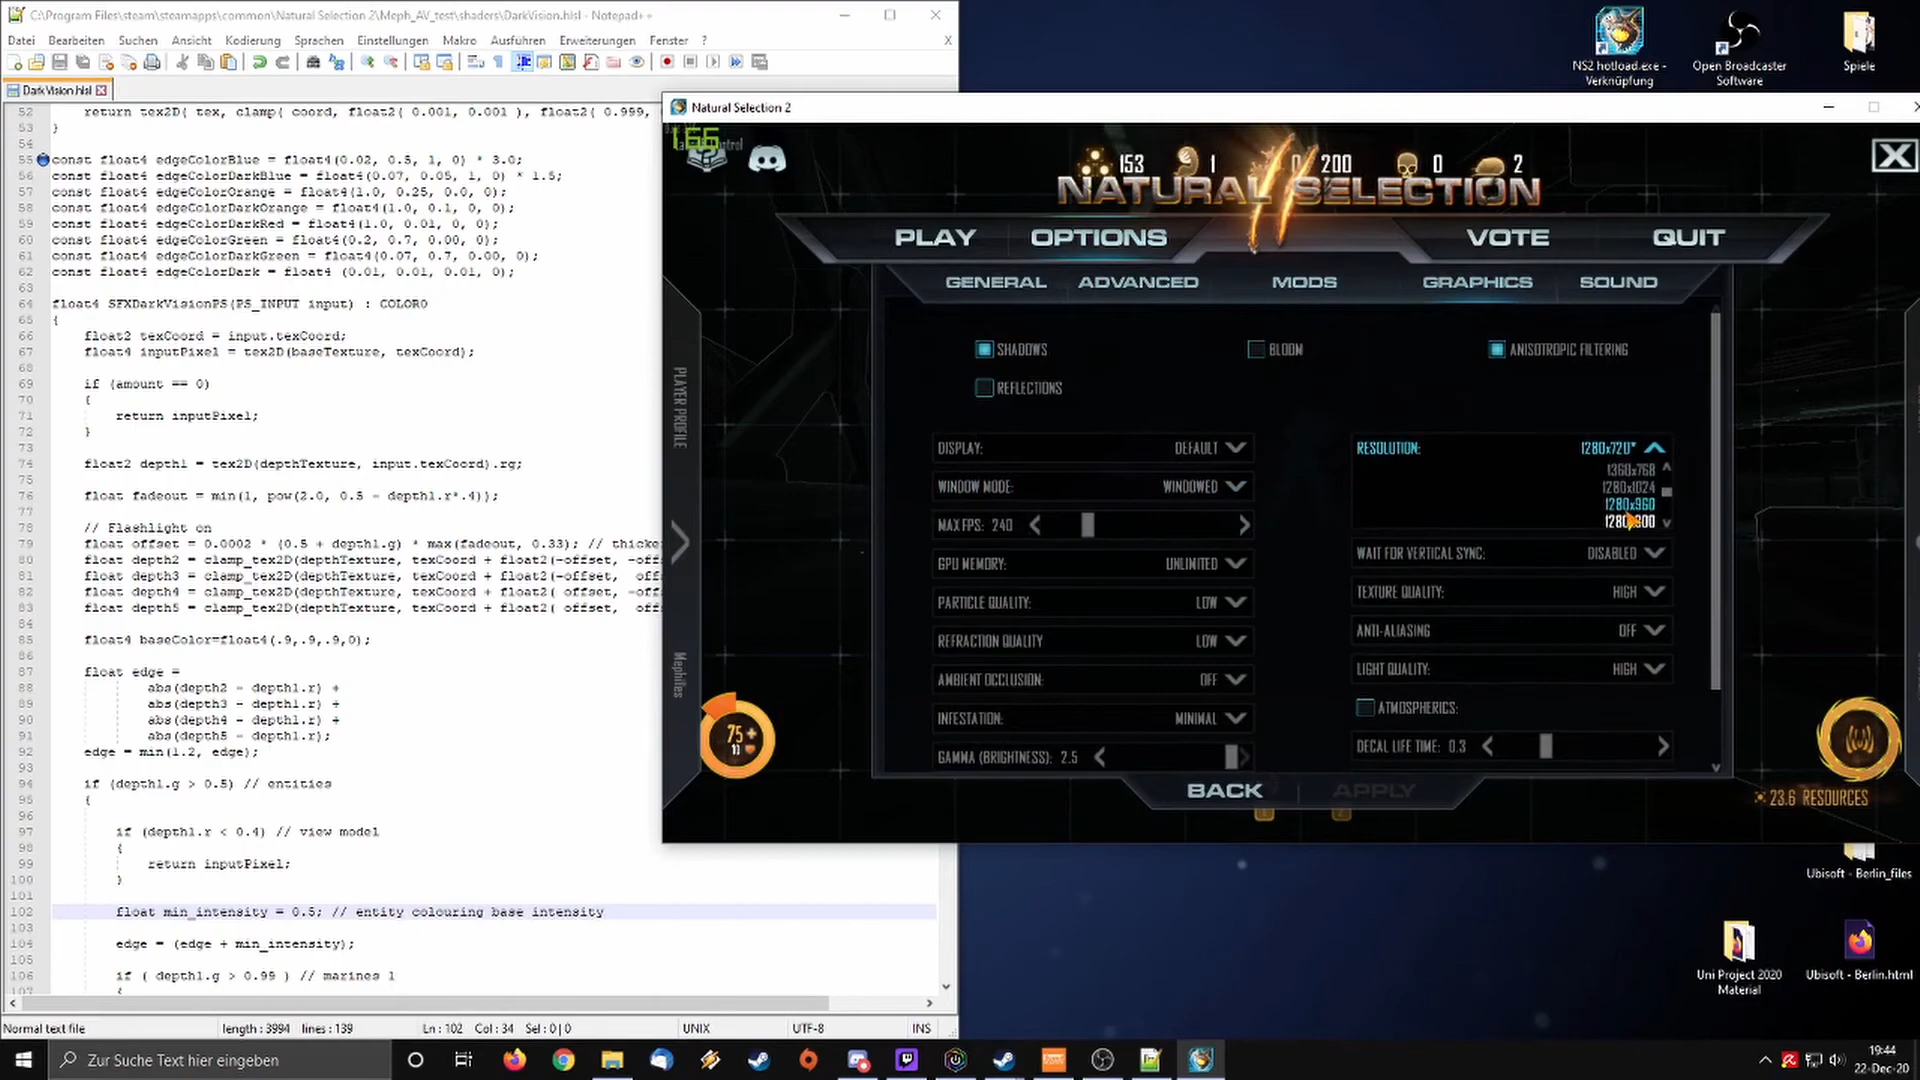 C:\Program Files\steam\steamapps\common\Natural Selection 2\Meph_AV_test\shaders\DarkVision.hlsl - Notepad++
Datei Bearbeiten Suchen Ansicht Kodierung Sprachen Einstellungen Makro Ausführen Erweiterungen Fenster ? X
DarkVision.hlsl
52 return tex2D( tex, clamp( coord, float2( 0.001, 0.001 ), float2( 0.999,
53 }
54
55 const float4 edgeColorBlue = float4(0.02, 0.5, 1, 0) * 3.0;
56 const float4 edgeColorDarkBlue = float4(0.07, 0.05, 1, 0) * 1.5;
57 const float4 edgeColorOrange = float4(1.0, 0.25, 0.0, 0);
58 const float4 edgeColorDarkOrange = float4(1.0, 0.1, 0, 0);
59 const float4 edgeColorDarkRed = float4(1.0, 0.01, 0, 0);
60 const float4 edgeColorGreen = float4(0.2, 0.7, 0.00, 0);
61 const float4 edgeColorDarkGreen = float4(0.07, 0.7, 0.00, 0);
62 const float4 edgeColorDark = float4 (0.01, 0.01, 0.01, 0);
63
64 float4 SFXDarkVisionPS(PS_INPUT input) : COLOR0
65 {
66 float2 texCoord = input.texCoord;
67 float4 inputPixel = tex2D(baseTexture, texCoord);
68
69 if (amount == 0)
70 {
71 return inputPixel;
72 }
73
74 float2 depth1 = tex2D(depthTexture, input.texCoord).rg;
75
76 float fadeout = min(1, pow(2.0, 0.5 - depth1.r*.4));
77
78 // Flashlight on
79 float offset = 0.0002 * (0.5 + depth1.g) * max(fadeout, 0.33); // thicke
80 float depth2 = clamp_tex2D(depthTexture, texCoord + float2(-offset, -off
81 float depth3 = clamp_tex2D(depthTexture, texCoord + float2(-offset, off
82 float depth4 = clamp_tex2D(depthTexture, texCoord + float2( offset, -off
83 float depth5 = clamp_tex2D(depthTexture, texCoord + float2( offset, off
84
85 float4 baseColor=float4(.9,.9,.9,0);
86
87 float edge =
88 abs(depth2 - depth1.r) +
89 abs(depth3 - depth1.r) +
90 abs(depth4 - depth1.r) +
91 abs(depth5 - depth1.r);
92 edge = min(1.2, edge);
93
94 if (depth1.g > 0.5) // entities
95 {
96
97 if (depth1.r < 0.4) // view model
98 {
99 return inputPixel;
100 }
101
102 float min_intensity = 0.5; // entity colouring base intensity
103
104 edge = (edge + min_intensity);
105
106 if ( depth1.g > 0.99 ) // marines 1
107 {
Normal text file length : 3994 lines : 139 Ln : 102 Col : 34 Sel : 0 | 0 UNIX UTF-8 INS
NS2 hotload.exe - Verknüpfung
Open Broadcaster Software
Spiele
Natural Selection 2
165
153 1 0 200 0 2
NATURAL SELECTION
PLAY OPTIONS VOTE QUIT
GENERAL ADVANCED MODS GRAPHICS SOUND
SHADOWS BLOOM ANISOTROPIC FILTERING
REFLECTIONS
PLAYER PROFILE
Mephilles
DISPLAY: DEFAULT
WINDOW MODE: WINDOWED
MAX FPS: 240
GPU MEMORY: UNLIMITED
PARTICLE QUALITY: LOW
REFRACTION QUALITY LOW
AMBIENT OCCLUSION: OFF
INFESTATION: MINIMAL
GAMMA (BRIGHTNESS): 2.5
RESOLUTION: 1280x720*
1360x768
1280x1024
1280x960
1280x800
WAIT FOR VERTICAL SYNC: DISABLED
TEXTURE QUALITY: HIGH
ANTI-ALIASING OFF
LIGHT QUALITY: HIGH
ATMOSPHERICS:
DECAL LIFE TIME: 0.3
BACK APPLY
75
23.6 RESOURCES
Ubisoft - Berlin_files
Uni Project 2020 Material
Ubisoft - Berlin.html
Zur Suche Text hier eingeben
19:44
22-Dec-20